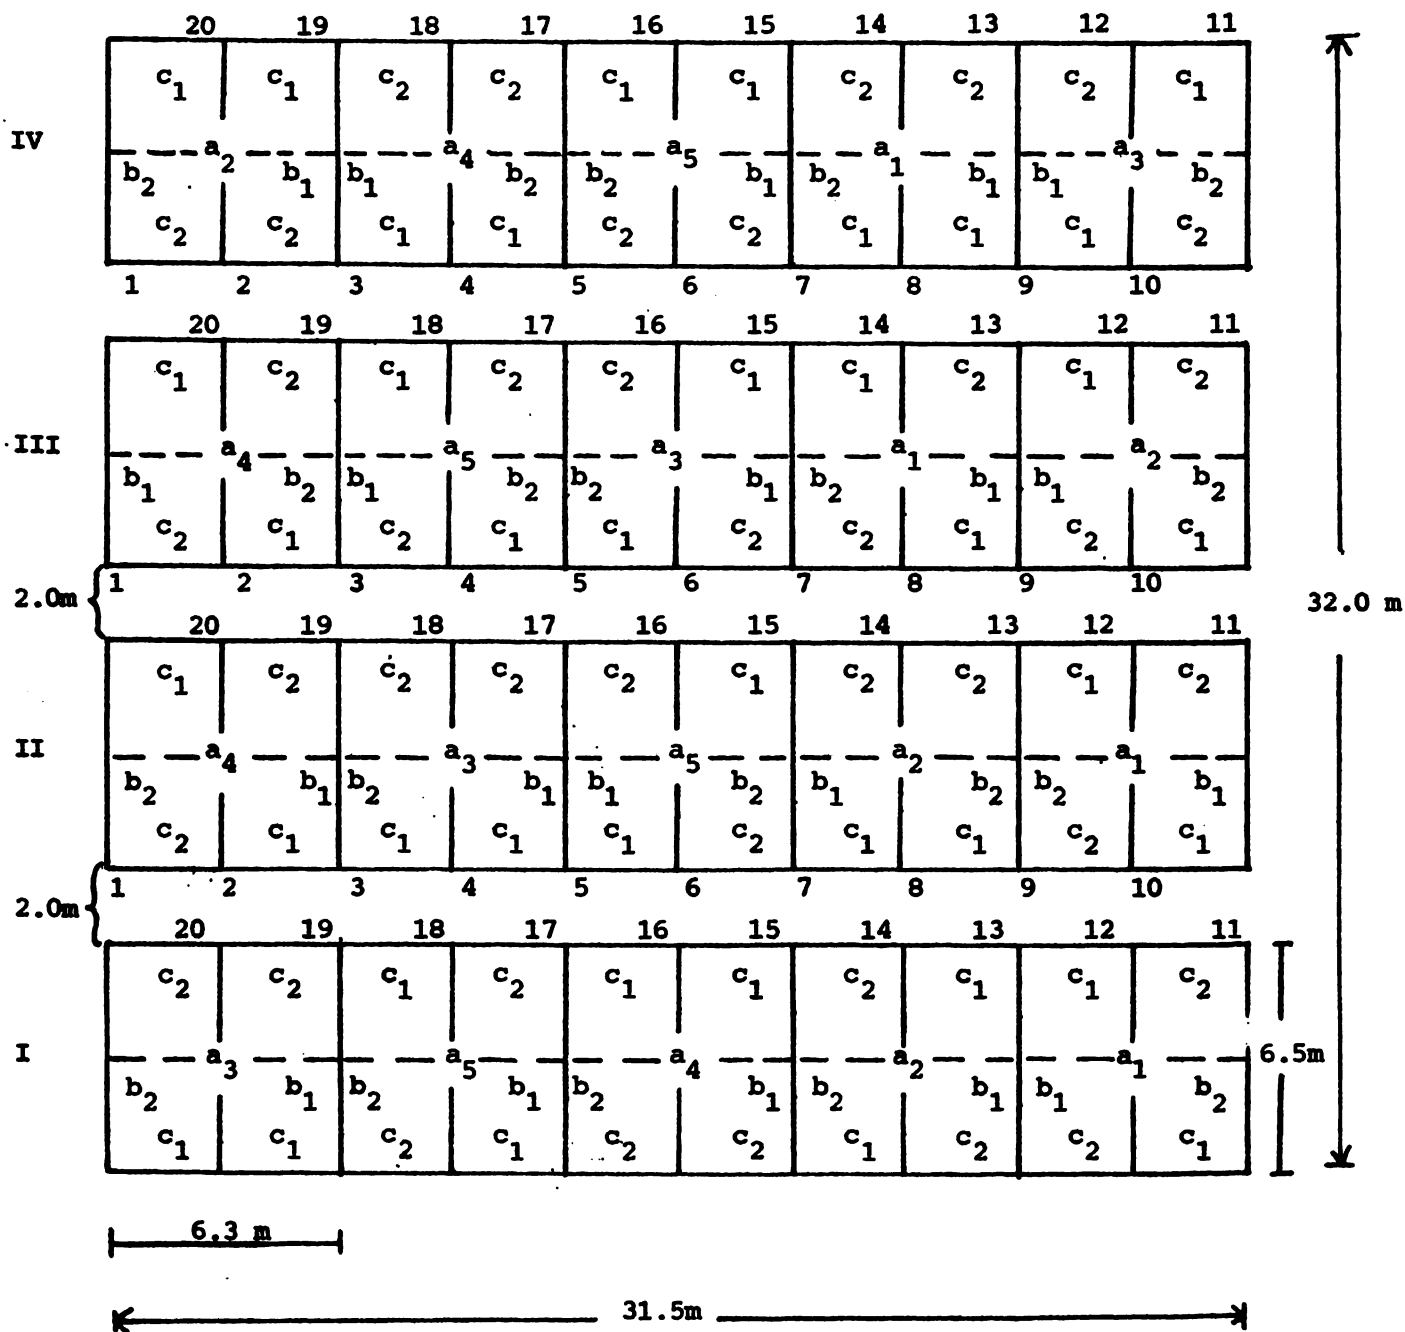 20 19 18 17 16 15 14 13 12 11
c1 c1 c2 c2 c1 c1 c2 c2 c2 c1
IV a2 a4 a5 a1 a3
b2 b1 b1 b2 b2 b1 b2 b1 b1 b2
c2 c2 c1 c1 c2 c2 c1 c1 c1 c2
1 2 3 4 5 6 7 8 9 10
20 19 18 17 16 15 14 13 12 11
c1 c2 c1 c2 c2 c1 c1 c2 c1 c2
III a4 a5 a3 a1 a2
b1 b2 b1 b2 b2 b1 b2 b1 b1 b2
c2 c1 c2 c1 c1 c2 c2 c1 c2 c1
1 2 3 4 5 6 7 8 9 10
2.0m 32.0 m
20 19 18 17 16 15 14 13 12 11
c1 c2 c2 c2 c2 c1 c2 c2 c1 c2
II a4 a3 a5 a2 a1
b2 b1 b2 b1 b1 b2 b1 b2 b2 b1
c2 c1 c1 c1 c1 c2 c1 c1 c2 c1
1 2 3 4 5 6 7 8 9 10
2.0m
20 19 18 17 16 15 14 13 12 11
c2 c2 c1 c2 c1 c1 c2 c1 c1 c2
I a3 a5 a4 a2 a1 6.5m
b2 b1 b2 b1 b2 b1 b2 b1 b1 b2
c1 c1 c2 c1 c2 c2 c1 c2 c2 c1
6.3 m
31.5m